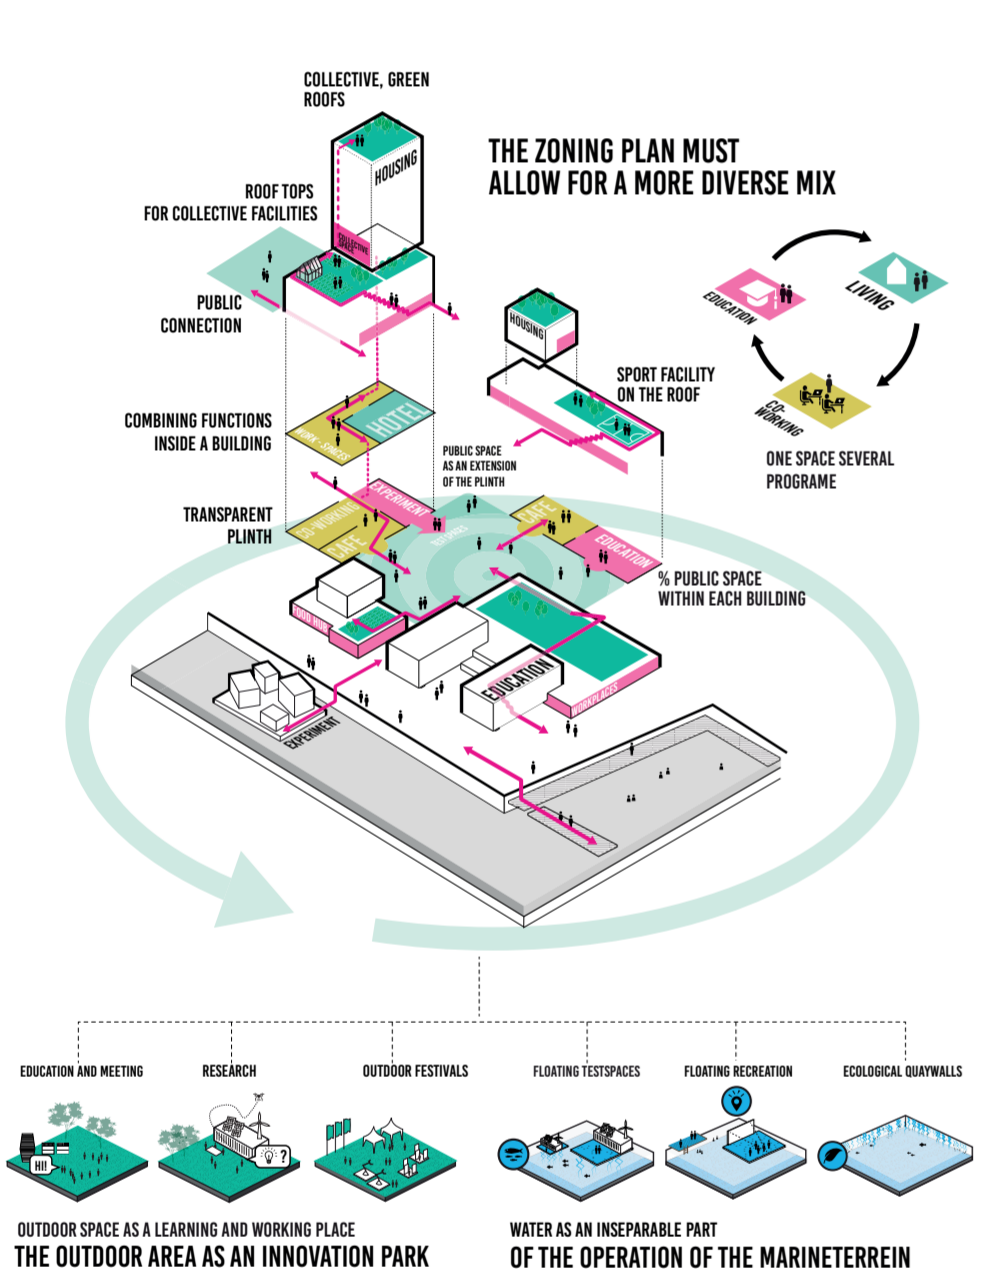 COLLECTIVE, GREEN
ROOFS
THE ZONING PLAN MUST
ALLOW FOR A MORE DIVERSE MIX
HOUSING
ROOF TOPS
FOR COLLECTIVE FACILITIES
COLLECTIVE
SPACE
PUBLIC
CONNECTION
EDUCATION
LIVING
CO-
WORKING
ONE SPACE SEVERAL
PROGRAME
HOUSING
SPORT FACILITY
ON THE ROOF
COMBINING FUNCTIONS
INSIDE A BUILDING
HOTEL
WORK-SPACES
PUBLIC SPACE
AS AN EXTENSION
OF THE PLINTH
TRANSPARENT
PLINTH
EXPERIMENT
CO-WORKING
CAFE
CAFE
EDUCATION
% PUBLIC SPACE
WITHIN EACH BUILDING
FOOD HUB
EDUCATION
WORKPLACES
EXPERIMENT
EDUCATION AND MEETING
RESEARCH
OUTDOOR FESTIVALS
FLOATING TESTSPACES
FLOATING RECREATION
ECOLOGICAL QUAYWALLS
HI!
?
OUTDOOR SPACE AS A LEARNING AND WORKING PLACE
THE OUTDOOR AREA AS AN INNOVATION PARK
WATER AS AN INSEPARABLE PART
OF THE OPERATION OF THE MARINETERREIN